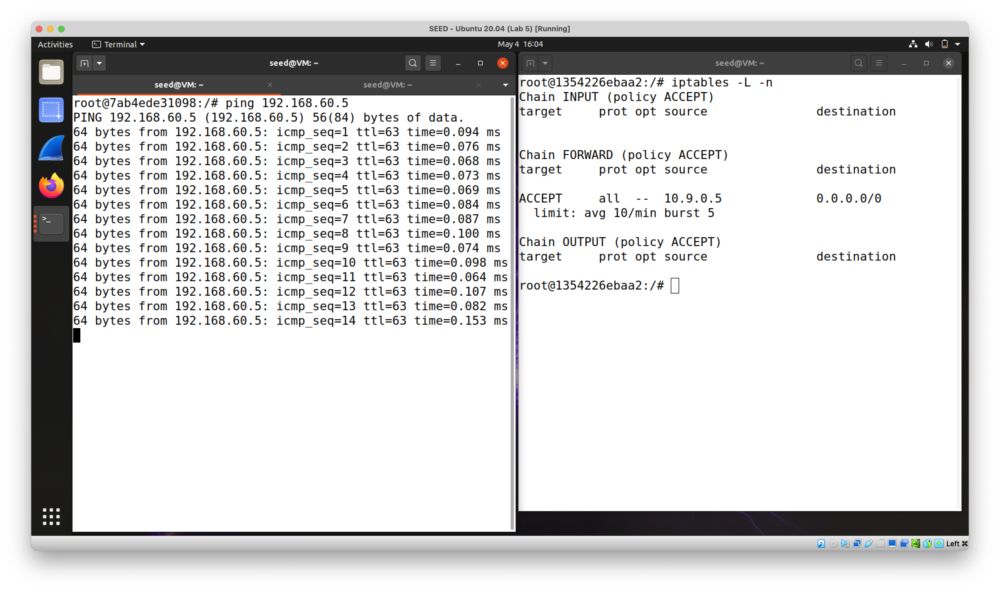 SEED - Ubuntu 20.04 (Lab 5) [Running]
Activities
Terminal
May 4 16:04
seed@VM: ~
seed@VM: ~
seed@VM: ~
root@7ab4ede31098:/# ping 192.168.60.5
PING 192.168.60.5 (192.168.60.5) 56(84) bytes of data.
64 bytes from 192.168.60.5: icmp_seq=1 ttl=63 time=0.094 ms
64 bytes from 192.168.60.5: icmp_seq=2 ttl=63 time=0.076 ms
64 bytes from 192.168.60.5: icmp_seq=3 ttl=63 time=0.068 ms
64 bytes from 192.168.60.5: icmp_seq=4 ttl=63 time=0.073 ms
64 bytes from 192.168.60.5: icmp_seq=5 ttl=63 time=0.069 ms
64 bytes from 192.168.60.5: icmp_seq=6 ttl=63 time=0.084 ms
64 bytes from 192.168.60.5: icmp_seq=7 ttl=63 time=0.087 ms
64 bytes from 192.168.60.5: icmp_seq=8 ttl=63 time=0.100 ms
64 bytes from 192.168.60.5: icmp_seq=9 ttl=63 time=0.074 ms
64 bytes from 192.168.60.5: icmp_seq=10 ttl=63 time=0.098 ms
64 bytes from 192.168.60.5: icmp_seq=11 ttl=63 time=0.064 ms
64 bytes from 192.168.60.5: icmp_seq=12 ttl=63 time=0.107 ms
64 bytes from 192.168.60.5: icmp_seq=13 ttl=63 time=0.082 ms
64 bytes from 192.168.60.5: icmp_seq=14 ttl=63 time=0.153 ms
seed@VM: ~
root@1354226ebaa2:/# iptables -L -n
Chain INPUT (policy ACCEPT)
target     prot opt source               destination
Chain FORWARD (policy ACCEPT)
target     prot opt source               destination
ACCEPT     all  --  10.9.0.5             0.0.0.0/0
  limit: avg 10/min burst 5
Chain OUTPUT (policy ACCEPT)
target     prot opt source               destination
root@1354226ebaa2:/#
Left ⌘